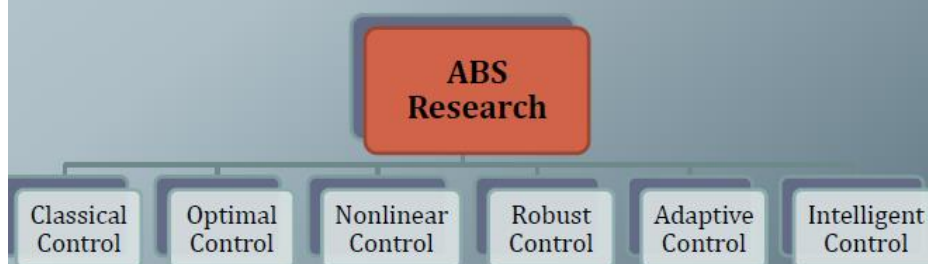 ABS
Research
Classical
Control
Optimal
Control
Nonlinear
Control
Robust
Control
Adaptive
Control
Intelligent
Control